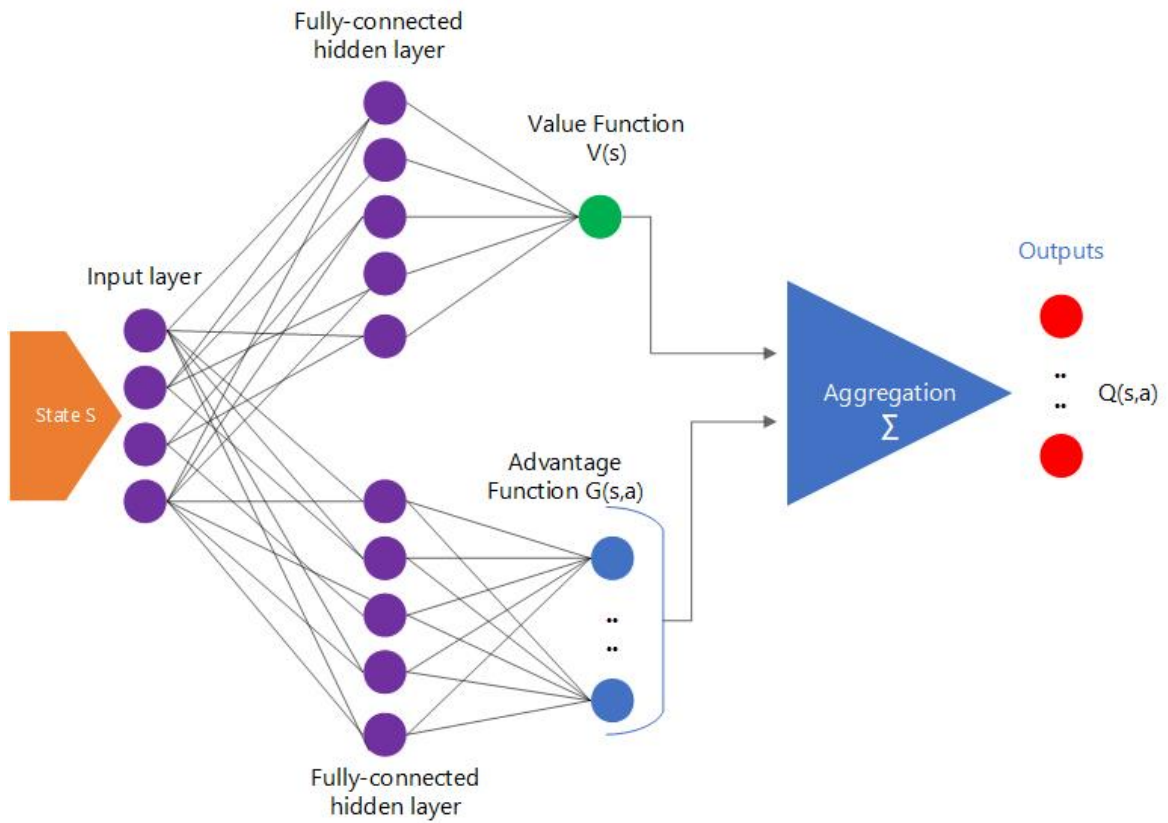 Fully-connected
hidden layer
Value Function
V(s)
Input layer
Outputs
State S
Aggregation
∑
Q(s,a)
..
..
Advantage
Function G(s,a)
..
..
Fully-connected
hidden layer